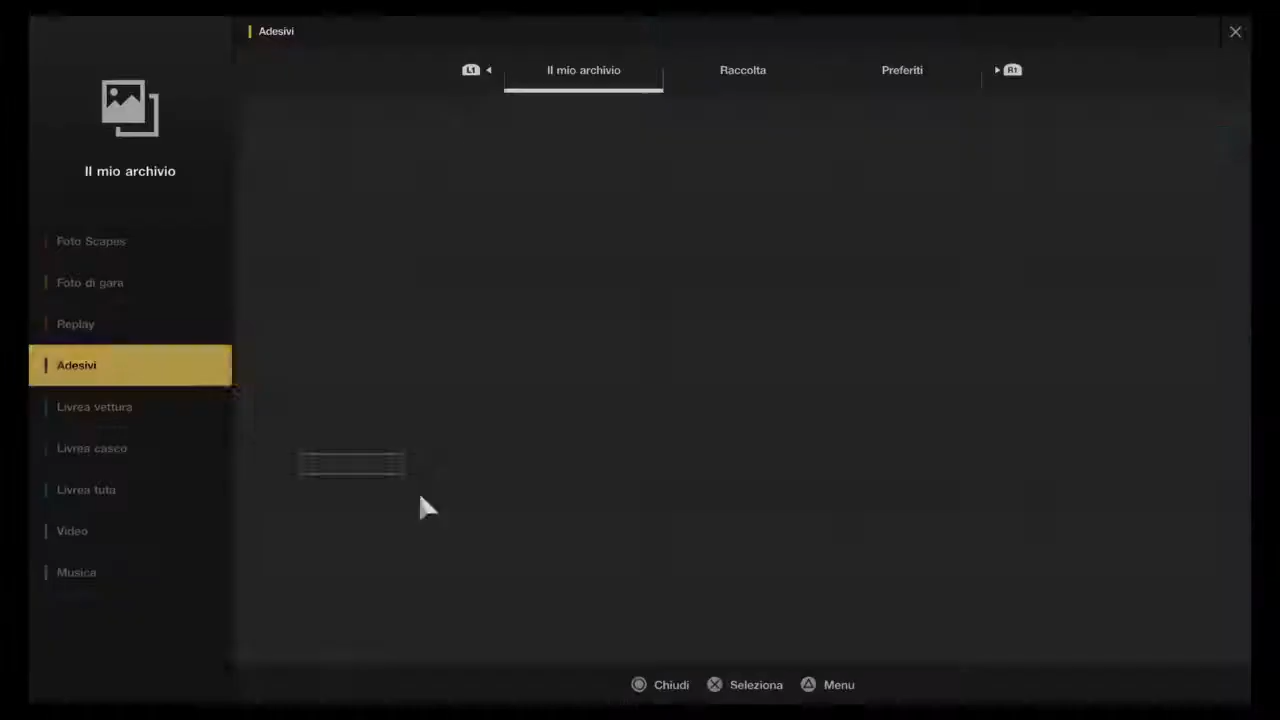 Adesivi
L1
Il mio archivio
Raccolta
Preferiti
R1
Il mio archivio
Foto Scapes
Foto di gara
Replay
Adesivi
Livrea vettura
Livrea casco
Livrea tuta
Video
Musica
Chiudi
Seleziona
Menu